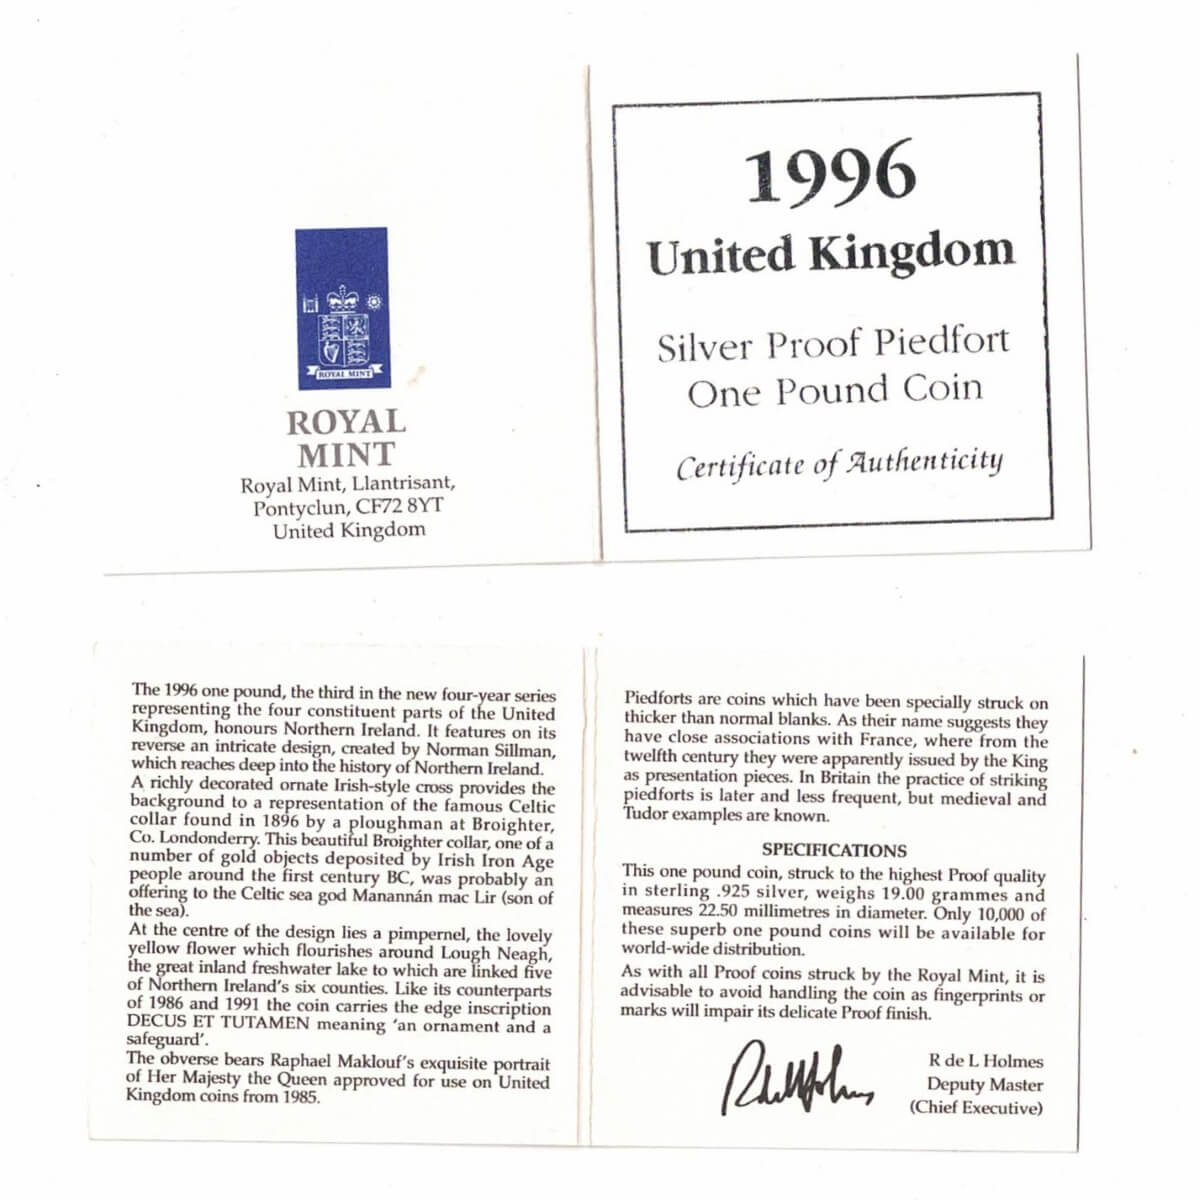 ROYAL MINT
ROYAL
MINT
Royal Mint, Llantrisant,
Pontyclun, CF72 8YT
United Kingdom
1996
United Kingdom
Silver Proof Piedfort
One Pound Coin
Certificate of Authenticity
The 1996 one pound, the third in the new four-year series
representing the four constituent parts of the United
Kingdom, honours Northern Ireland. It features on its
reverse an intricate design, created by Norman Sillman,
which reaches deep into the history of Northern Ireland.
A richly decorated ornate Irish-style cross provides the
background to a representation of the famous Celtic
collar found in 1896 by a ploughman at Broighter,
Co. Londonderry. This beautiful Broighter collar, one of a
number of gold objects deposited by Irish Iron Age
people around the first century BC, was probably an
offering to the Celtic sea god Manannán mac Lir (son of
the sea).
At the centre of the design lies a pimpernel, the lovely
yellow flower which flourishes around Lough Neagh,
the great inland freshwater lake to which are linked five
of Northern Ireland's six counties. Like its counterparts
of 1986 and 1991 the coin carries the edge inscription
DECUS ET TUTAMEN meaning 'an ornament and a
safeguard'.
The obverse bears Raphael Maklouf's exquisite portrait
of Her Majesty the Queen approved for use on United
Kingdom coins from 1985.
Piedforts are coins which have been specially struck on
thicker than normal blanks. As their name suggests they
have close associations with France, where from the
twelfth century they were apparently issued by the King
as presentation pieces. In Britain the practice of striking
piedforts is later and less frequent, but medieval and
Tudor examples are known.
SPECIFICATIONS
This one pound coin, struck to the highest Proof quality
in sterling .925 silver, weighs 19.00 grammes and
measures 22.50 millimetres in diameter. Only 10,000 of
these superb one pound coins will be available for
world-wide distribution.
As with all Proof coins struck by the Royal Mint, it is
advisable to avoid handling the coin as fingerprints or
marks will impair its delicate Proof finish.
R de L Holmes
Deputy Master
(Chief Executive)